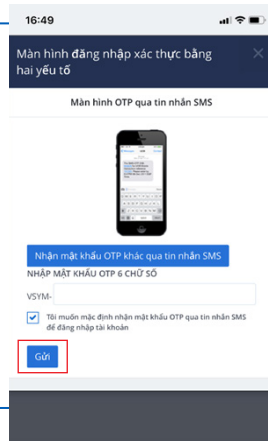 16:49
Màn hình đăng nhập xác thực bằng
hai yếu tố
Màn hình OTP qua tin nhắn SMS
Nhận mật khẩu OTP khác qua tin nhắn SMS
NHẬP MẬT KHẨU OTP 6 CHỮ SỐ
VSYM-
Tôi muốn mặc định nhận mật khẩu OTP qua tin nhắn SMS
để đăng nhập tài khoản
Gửi